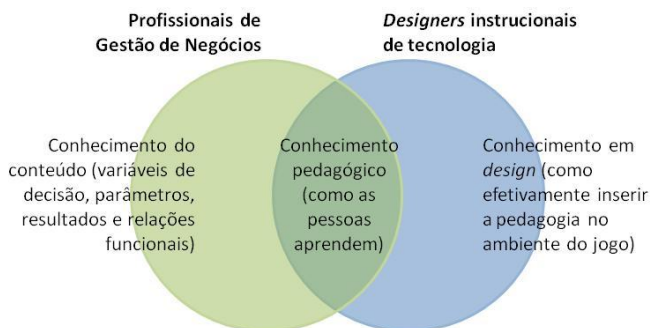 Profissionais de
Gestão de Negócios
Designers instrucionais
de tecnologia
Conhecimento do
conteúdo (variáveis de
decisão, parâmetros,
resultados e relações
funcionais)
Conhecimento
pedagógico
(como as
pessoas
aprendem)
Conhecimento em
design (como
efetivamente inserir
a pedagogia no
ambiente do jogo)